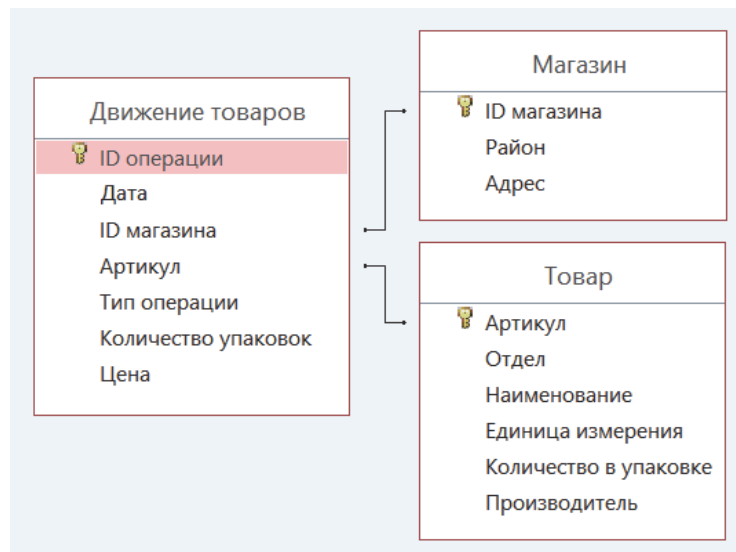 Движение товаров
ID операции
Дата
ID магазина
Артикул
Тип операции
Количество упаковок
Цена
Магазин
ID магазина
Район
Адрес
Товар
Артикул
Отдел
Наименование
Единица измерения
Количество в упаковке
Производитель